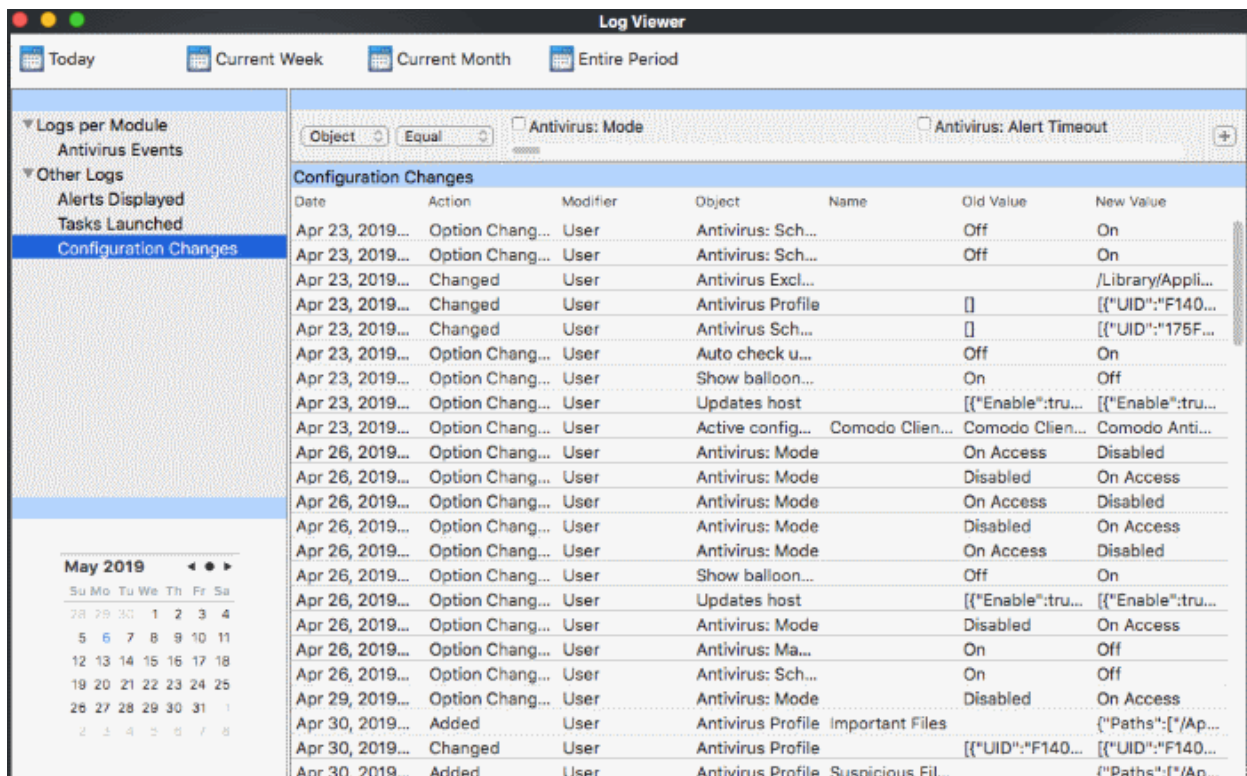 Log Viewer
Today Current Week Current Month Entire Period
Logs per Module
Antivirus Events
Other Logs
Alerts Displayed
Tasks Launched
Configuration Changes
Object Equal Antivirus: Mode Antivirus: Alert Timeout +
Configuration Changes
Date Action Modifier Object Name Old Value New Value
Apr 23, 2019... Option Chang... User Antivirus: Sch... Off On
Apr 23, 2019... Option Chang... User Antivirus: Sch... Off On
Apr 23, 2019... Changed User Antivirus Excl... /Library/Appli...
Apr 23, 2019... Changed User Antivirus Profile [] [{"UID":"F140...
Apr 23, 2019... Changed User Antivirus Sch... [] [{"UID":"175F...
Apr 23, 2019... Option Chang... User Auto check u... Off On
Apr 23, 2019... Option Chang... User Show balloon... On Off
Apr 23, 2019... Option Chang... User Updates host [{"Enable":tru... [{"Enable":tru...
Apr 23, 2019... Option Chang... User Active config... Comodo Clien... Comodo Clien... Comodo Anti...
Apr 26, 2019... Option Chang... User Antivirus: Mode On Access Disabled
Apr 26, 2019... Option Chang... User Antivirus: Mode Disabled On Access
Apr 26, 2019... Option Chang... User Antivirus: Mode On Access Disabled
Apr 26, 2019... Option Chang... User Antivirus: Mode Disabled On Access
Apr 26, 2019... Option Chang... User Antivirus: Mode On Access Disabled
Apr 26, 2019... Option Chang... User Show balloon... Off On
Apr 26, 2019... Option Chang... User Updates host [{"Enable":tru... [{"Enable":tru...
Apr 26, 2019... Option Chang... User Antivirus: Mode Disabled On Access
Apr 26, 2019... Option Chang... User Antivirus: Ma... On Off
Apr 26, 2019... Option Chang... User Antivirus: Sch... On Off
Apr 29, 2019... Option Chang... User Antivirus: Mode Disabled On Access
Apr 30, 2019... Added User Antivirus Profile Important Files {"Paths":["/Ap...
Apr 30, 2019... Changed User Antivirus Profile [{"UID":"F140... [{"UID":"F140...
Apr 30, 2019... Added User Antivirus Profile Suspicious Fil... {"Paths":["/Ap...
May 2019
Su Mo Tu We Th Fr Sa
28 29 30 1 2 3 4
5 6 7 8 9 10 11
12 13 14 15 16 17 18
19 20 21 22 23 24 25
26 27 28 29 30 31 1
2 3 4 5 6 7 8